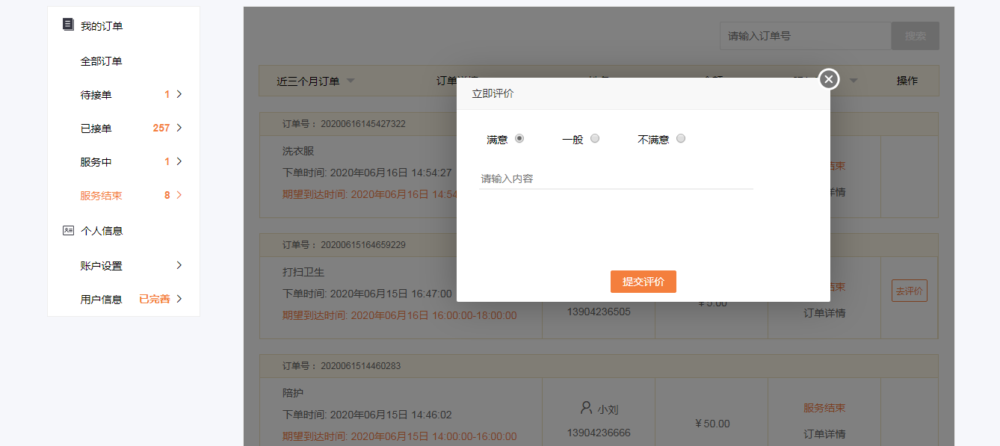 我的订单
全部订单
待接单 1
已接单 257
服务中 1
服务结束 8
个人信息
账户设置
用户信息 已完善
请输入订单号 搜索
近三个月订单 操作
立即评价
满意 一般 不满意
请输入内容
提交评价
订单号： 20200616145427322
洗衣服
下单时间: 2020年06月16日 14:54:27
期望到达时间: 2020年06月16日 14:54
结束
详情
订单号： 20200615164659229
打扫卫生
下单时间: 2020年06月15日 16:47:00
期望到达时间: 2020年06月16日 16:00:00-18:00:00
13904236505
￥5.00
结束
订单详情
去评价
订单号： 2020061514460283
陪护
下单时间: 2020年06月15日 14:46:02
期望到达时间: 2020年06月15日 14:00:00-16:00:00
小刘
13904236666
￥50.00
服务结束
订单详情